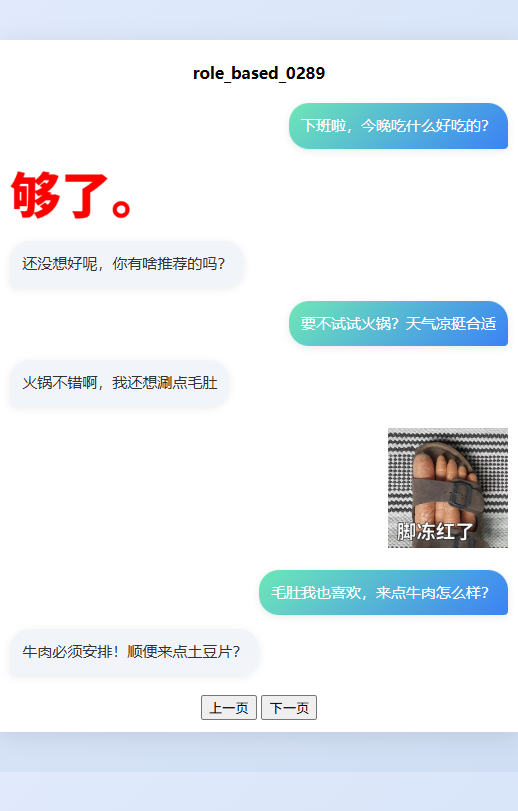 role_based_0289
下班啦，今晚吃什么好吃的？
够了。
还没想好呢，你有啥推荐的吗？
要不试试火锅？天气凉挺合适
火锅不错啊，我还想涮点毛肚
脚冻红了
毛肚我也喜欢，来点牛肉怎么样？
牛肉必须安排！顺便来点土豆片？
上一页 下一页